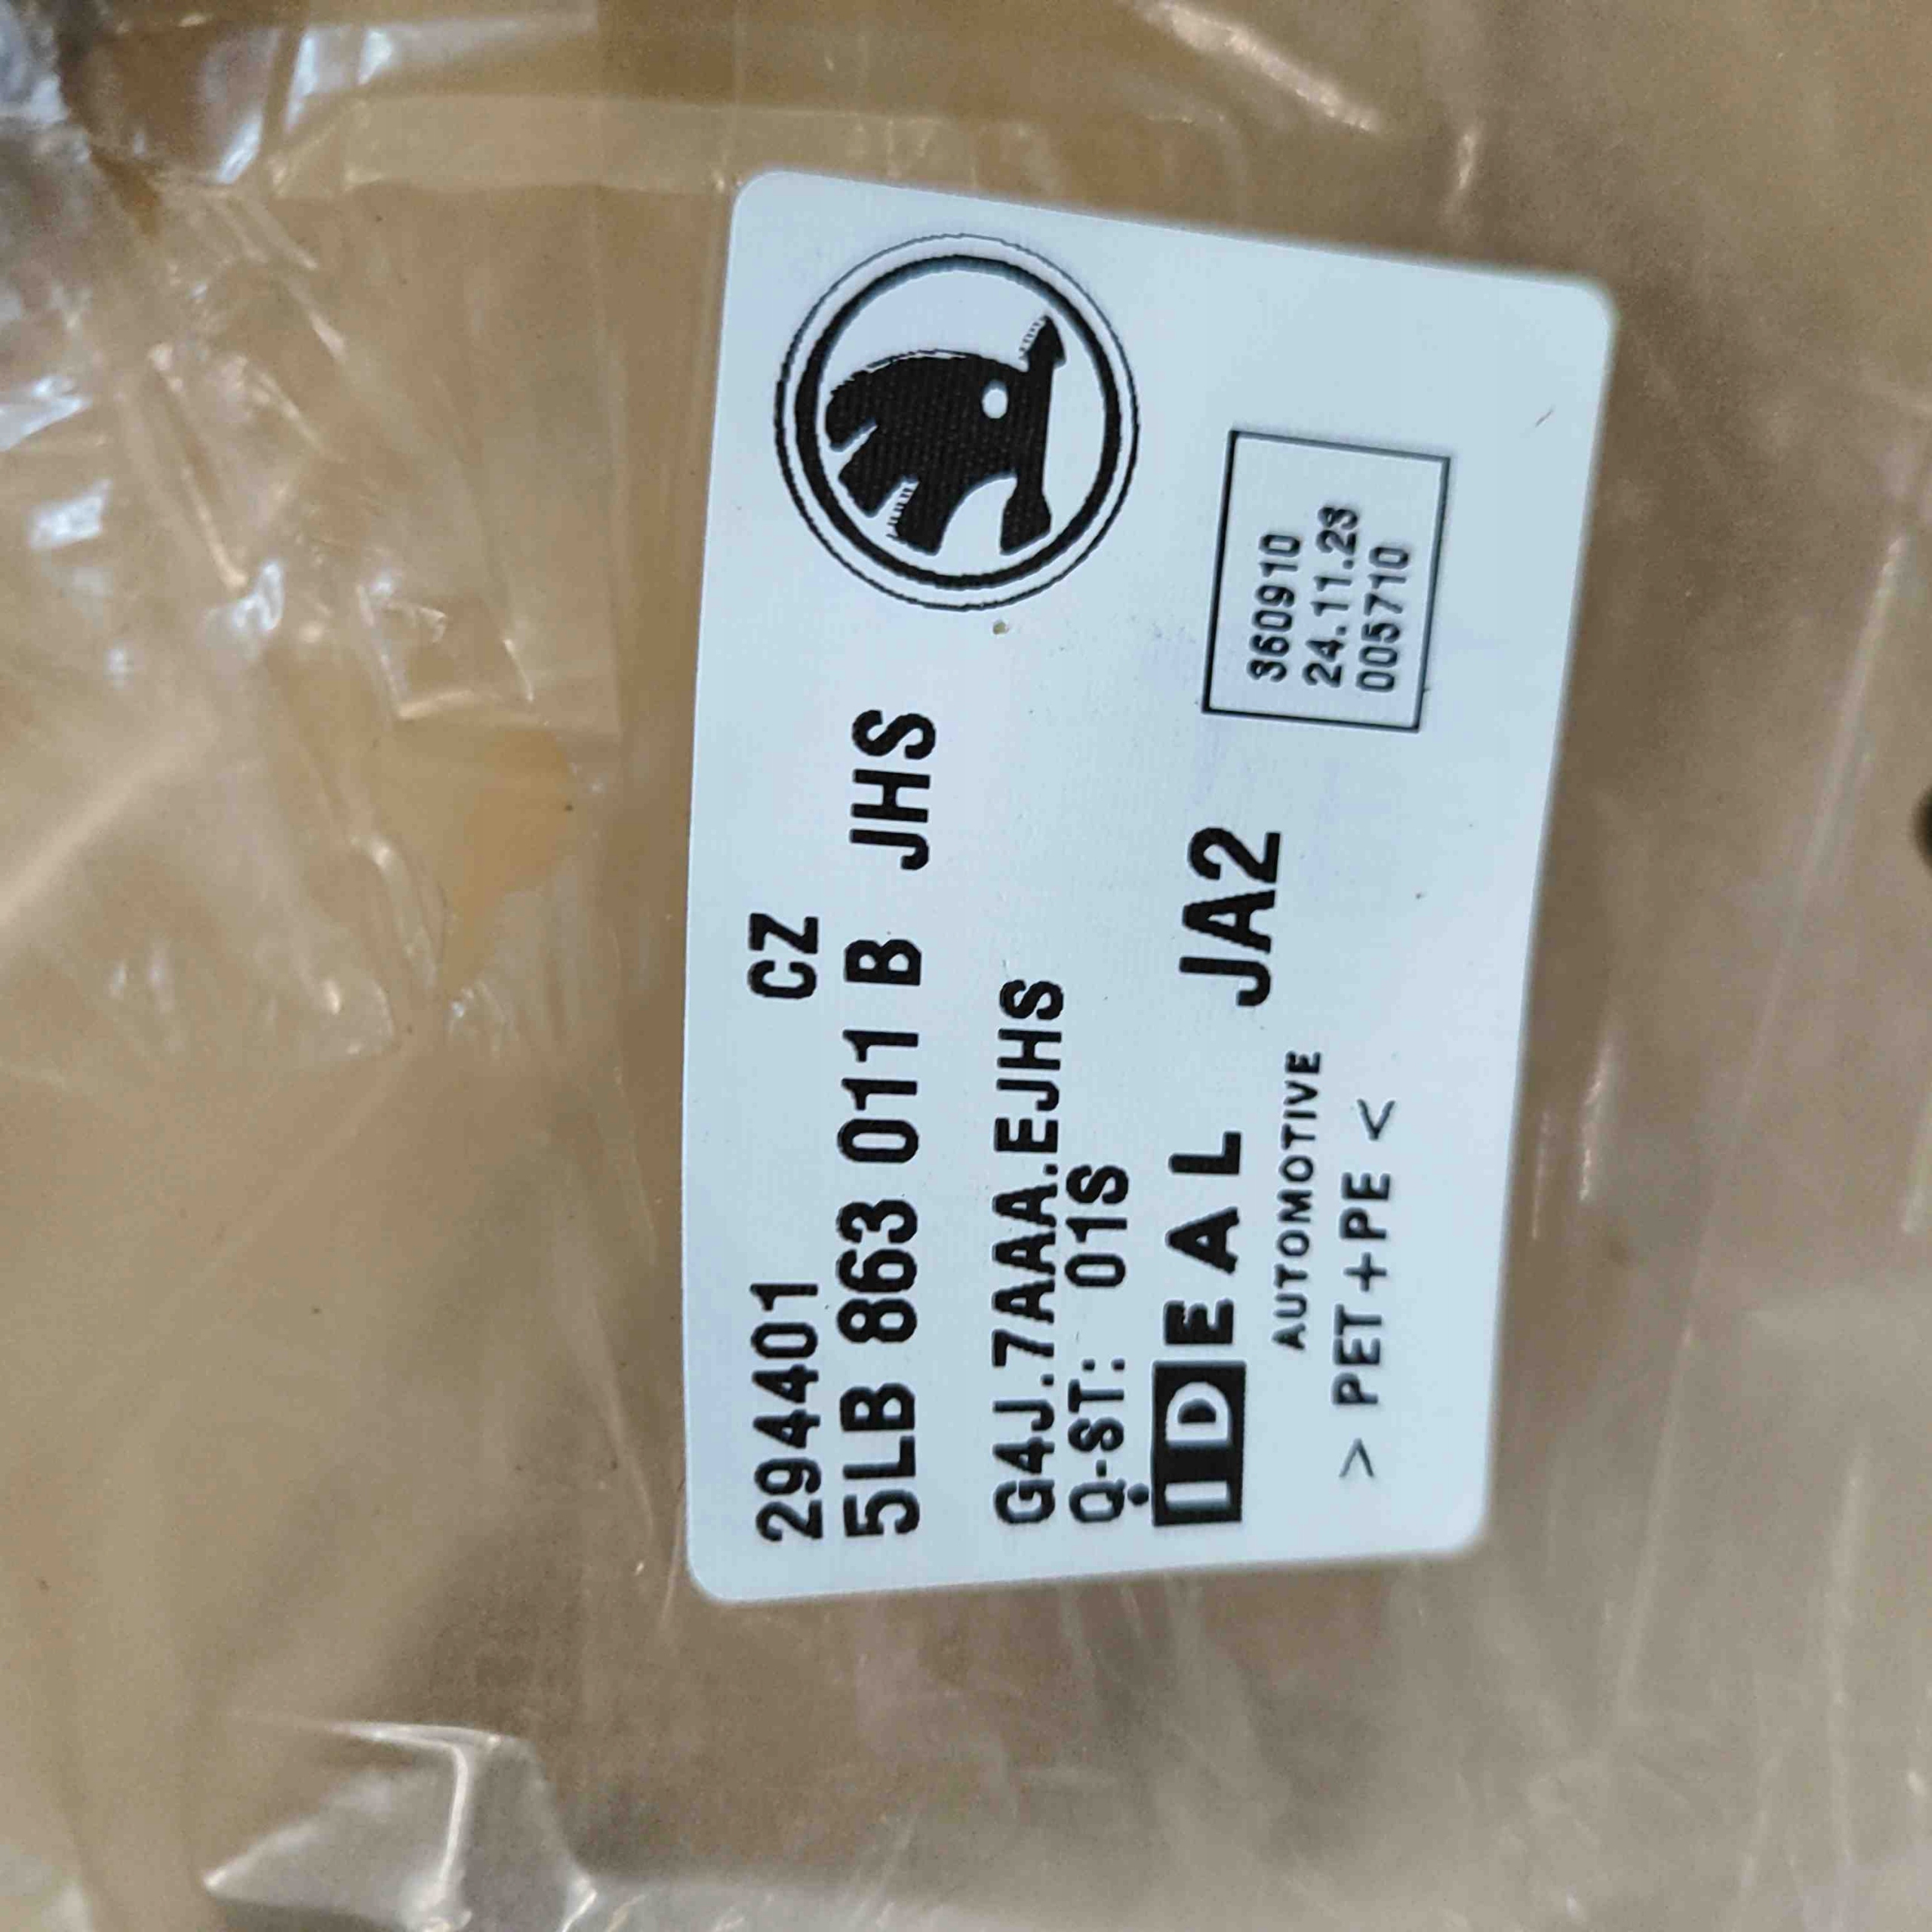 294401 CZ
5LB 863 011 B JHS
G4J.7AAA.EJHS
Q-ST: 01S
IDEAL JA2
AUTOMOTIVE
> PET+PE <
360910
24.11.23
005710